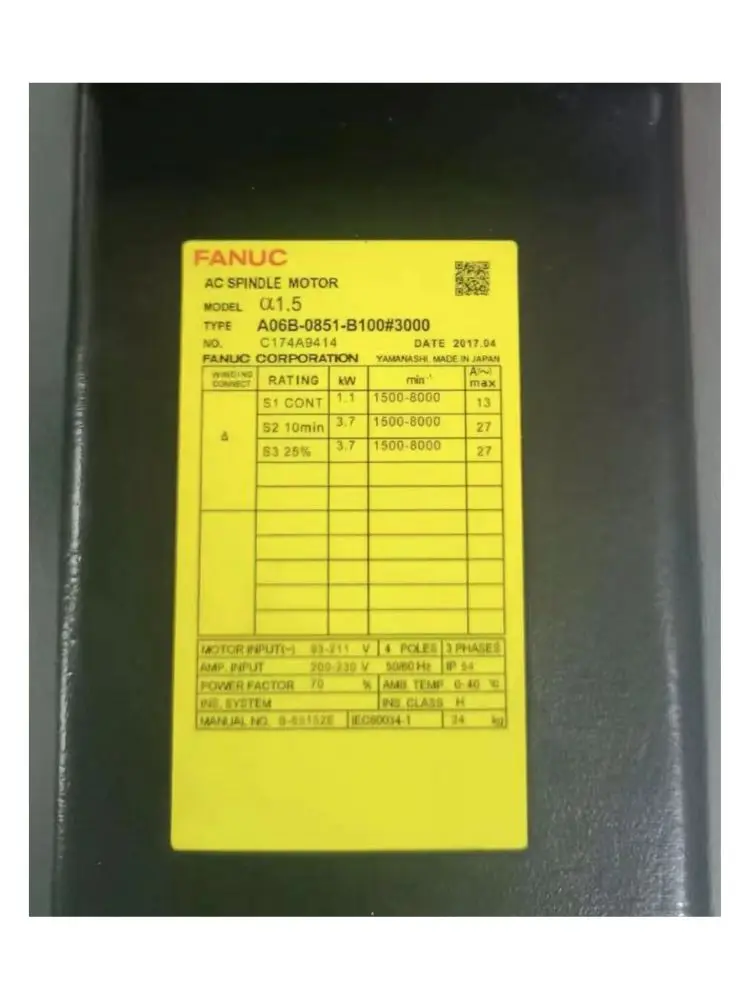 FANUC
AC SPINDLE MOTOR
MODEL α1.5
TYPE A06B-0851-B100#3000
NO. C174A9414 DATE 2017.04
FANUC CORPORATION YAMANASHI, MADE IN JAPAN
WINDING CONNECT RATING kW min⁻¹ A(~) max
Δ S1 CONT 1.1 1500-8000 13
S2 10min 3.7 1500-8000 27
S3 25% 3.7 1500-8000 27
MOTOR INPUT(~) V 4 POLES 3 PHASES
AMP. INPUT 200-230 V 50/60 Hz IP 54
POWER FACTOR 70 % AMB. TEMP 0-40 ℃
INS. SYSTEM INS. CLASS H
MANUAL NO. IEC60034-1 24 kg